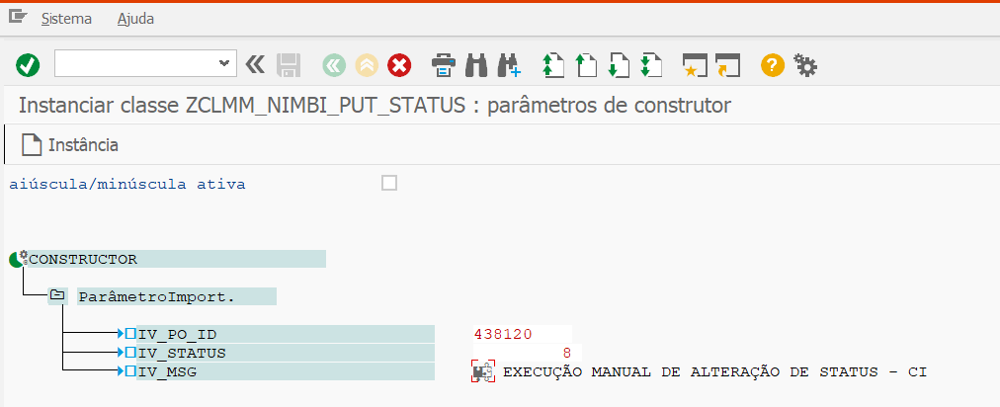 Sistema Ajuda
Instanciar classe ZCLMM_NIMBI_PUT_STATUS : parâmetros de construtor
Instância
aiúscula/minúscula ativa
CONSTRUCTOR
ParâmetroImport.
IV_PO_ID 438120
IV_STATUS 8
IV_MSG EXECUÇÃO MANUAL DE ALTERAÇÃO DE STATUS - CI